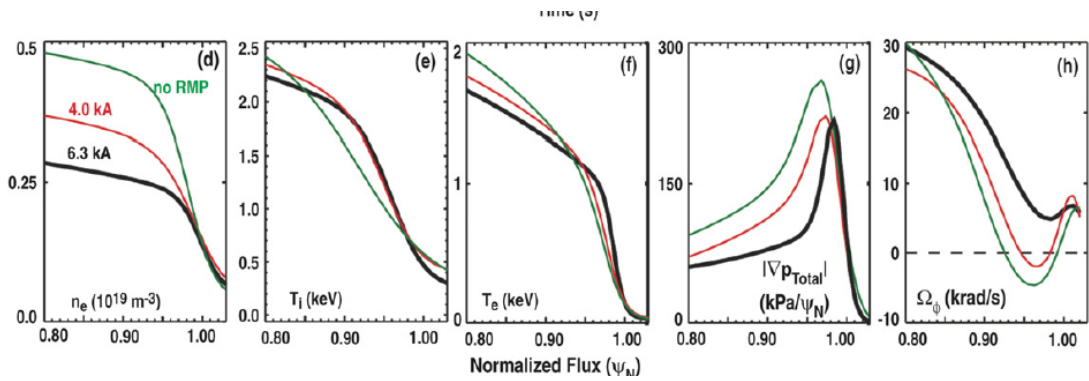 Time (s)
0.5
0.25
0.0
(d)
no RMP
4.0 kA
6.3 kA
n_e (10^19 m^-3)
0.80 0.90 1.00
2.5
2.0
1.5
1.0
0.5
0.0
(e)
T_i (keV)
0.80 0.90 1.00
2
1
0
(f)
T_e (keV)
0.80 0.90 1.00
300
150
0
(g)
|∇p_Total|
(kPa/ψ_N)
0.80 0.90 1.00
30
20
10
0
-10
(h)
Ω_ϕ (krad/s)
0.80 0.90 1.00
Normalized Flux (ψ_N)